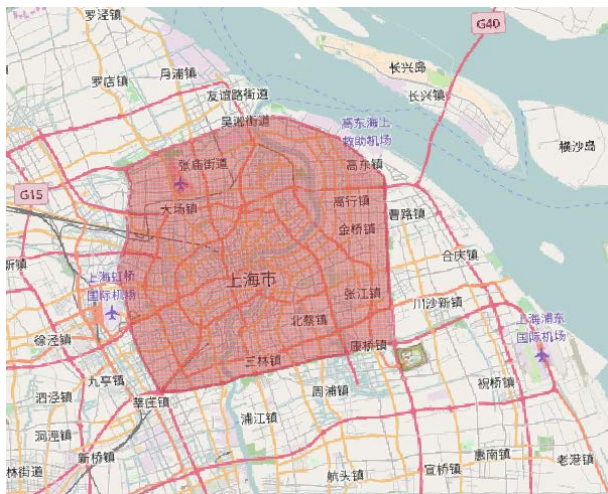 罗泾镇
G40
长兴岛
罗店镇
月浦镇
友谊路街道
长兴镇
吴淞街道
高东海上
救助机场
横沙岛
张庙街道
高东镇
G15
大场镇
高行镇
曹路镇
金桥镇
合庆镇
上海虹桥
国际机场
上海市
张江镇
川沙新镇
北蔡镇
上海浦东
国际机场
徐泾镇
康桥镇
三林镇
九亭镇
泗泾镇
莘庄镇
周浦镇
祝桥镇
浦江镇
洞泾镇
新桥镇
惠南镇
老港镇
林街道
航头镇
宣桥镇